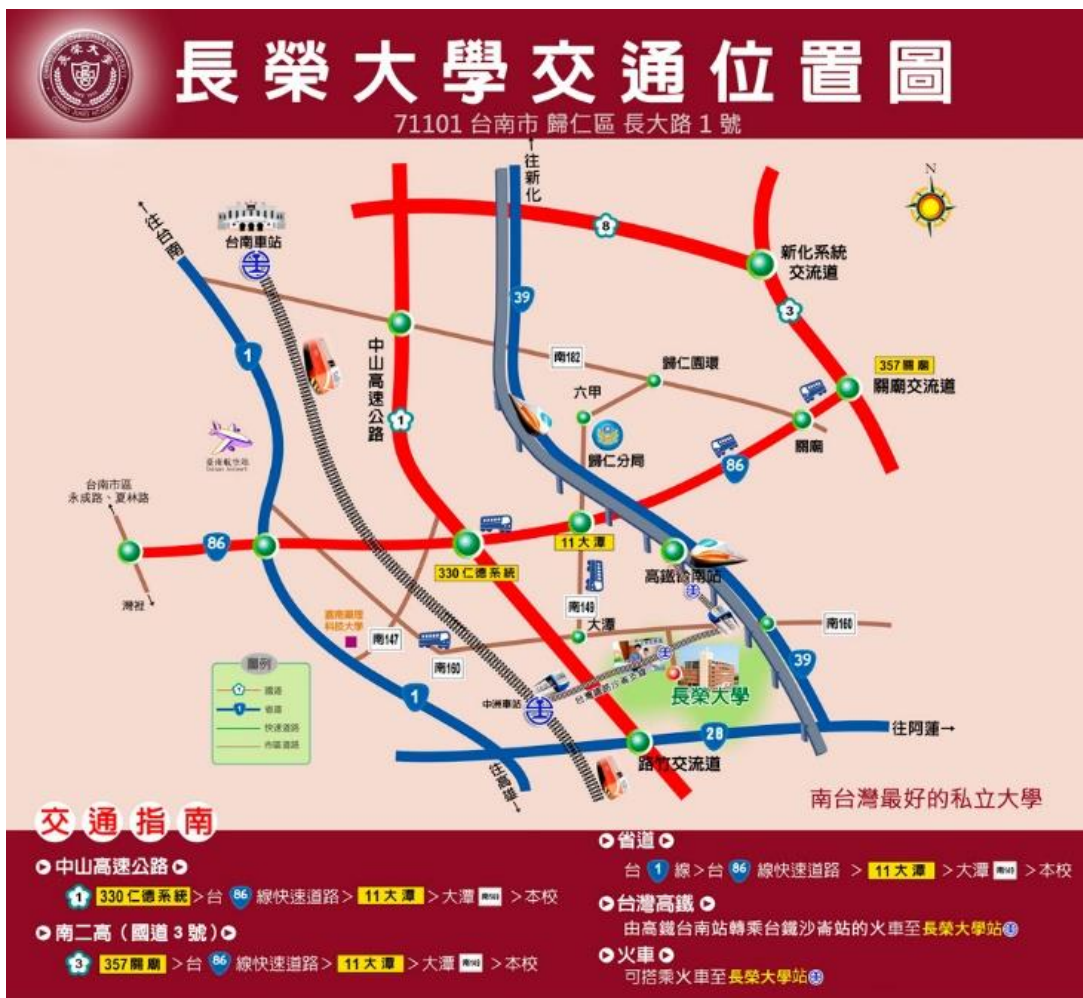 長榮大學交通位置圖
71101 台南市 歸仁區 長大路 1 號
←往新化
N
←往台南
台南車站
8
新化系統
交流道
39
3
1
中山高速公路
南182
歸仁圓環
357 關廟
關廟交流道
六甲
歸仁分局
關廟
86
臺南航空站
台南市區
永成路、夏林路
86
11 大潭
330 仁德系統
高鐵台南站
灣裡
1
南149
大潭
南160
南147
南160
39
圖例
國道
省道
快速道路
市區道路
1
中洲車站
台灣鐵路沙崙支線
長榮大學
28
往阿蓮→
路竹交流道
往高雄→
南台灣最好的私立大學
交通指南
中山高速公路
1 330 仁德系統 > 台 86 線快速道路 > 11 大潭 > 大潭 南149 > 本校
南二高（國道 3 號）
3 357 關廟 > 台 86 線快速道路 > 11 大潭 > 大潭 南149 > 本校
省道
台 1 線 > 台 86 線快速道路 > 11 大潭 > 大潭 南149 > 本校
台灣高鐵
由高鐵台南站轉乘台鐵沙崙站的火車至長榮大學站
火車
可搭乘火車至長榮大學站